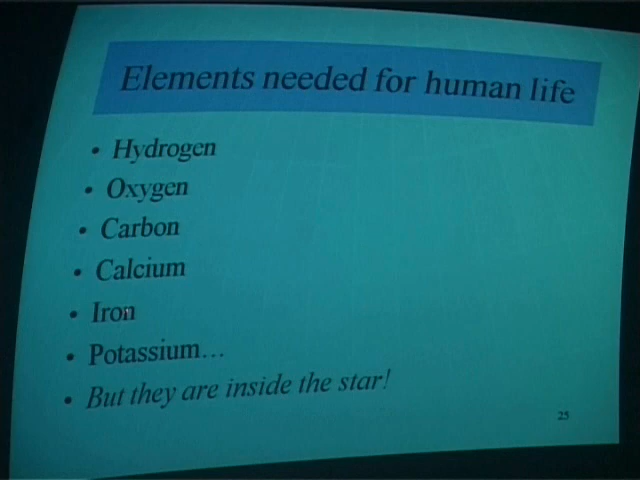 Elements needed for human life
• Hydrogen
• Oxygen
• Carbon
• Calcium
• Iron
• Potassium…
• But they are inside the star!
25